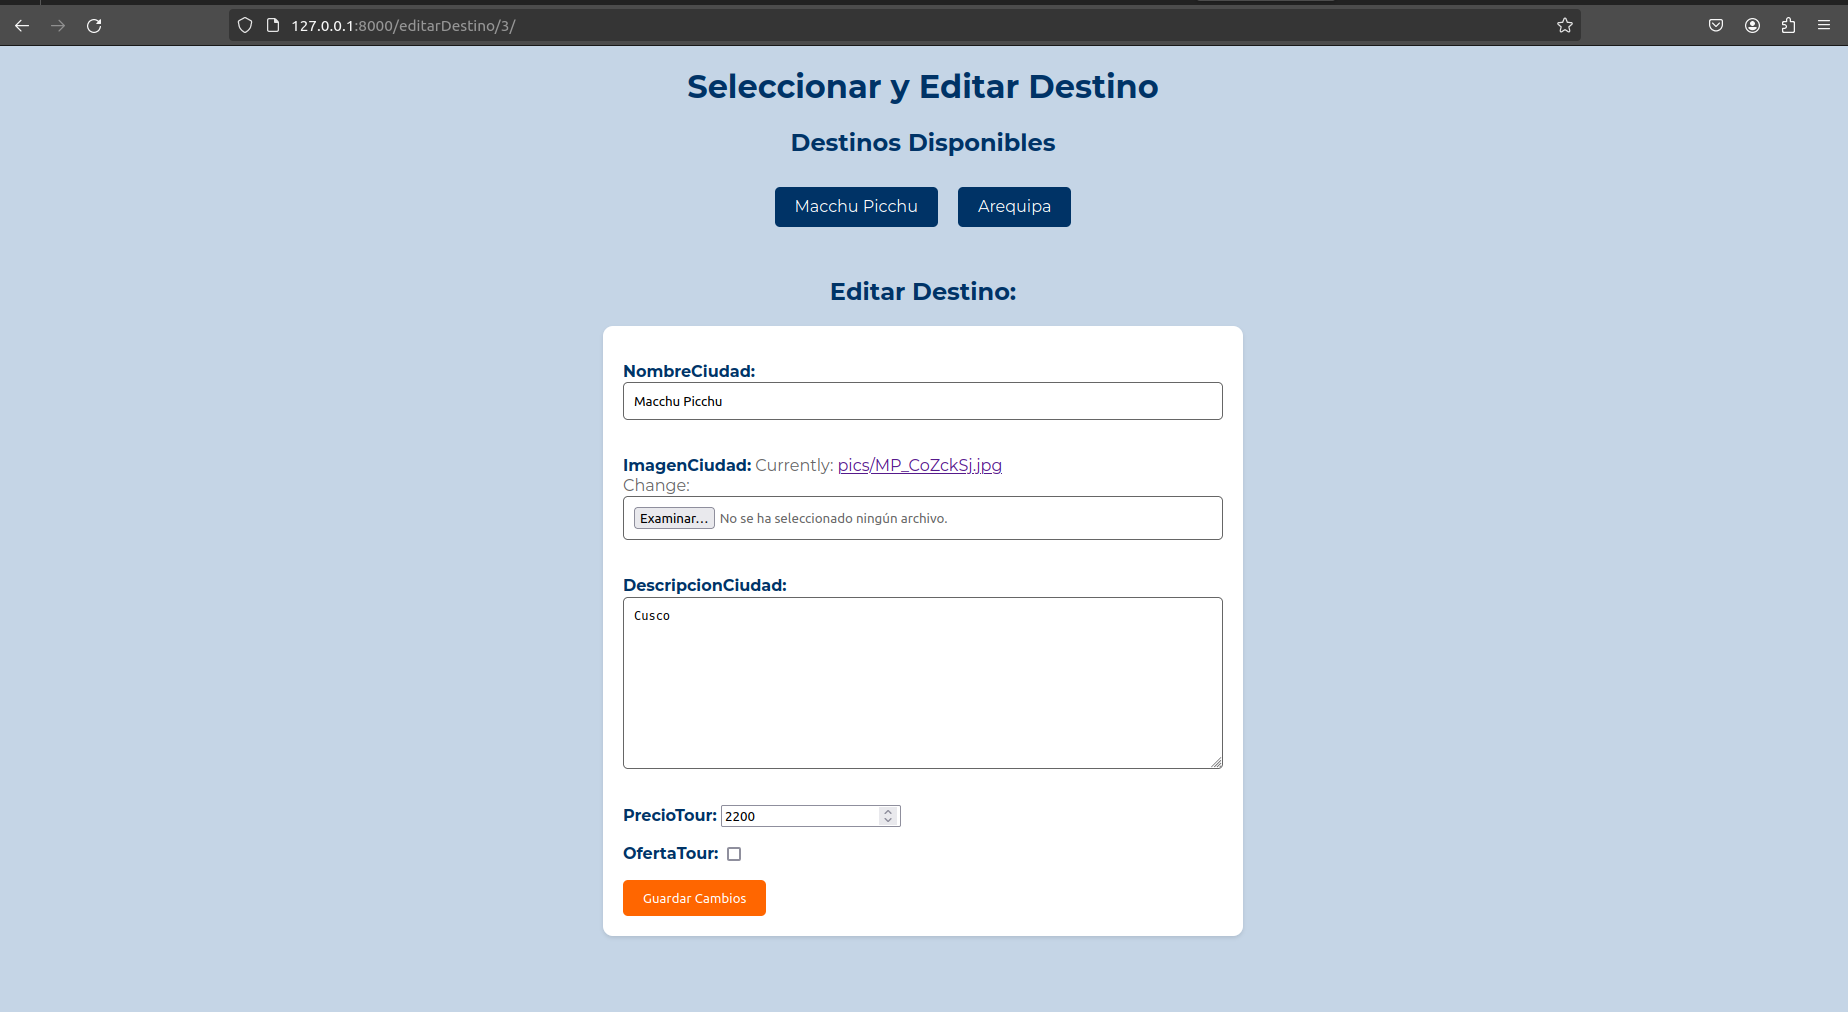 127.0.0.1:8000/editarDestino/3/
Seleccionar y Editar Destino
Destinos Disponibles
Macchu Picchu Arequipa
Editar Destino:
NombreCiudad:
Macchu Picchu
ImagenCiudad: Currently: pics/MP_CoZckSj.jpg
Change:
Examinar... No se ha seleccionado ningún archivo.
DescripcionCiudad:
Cusco
PrecioTour: 2200
OfertaTour:
Guardar Cambios